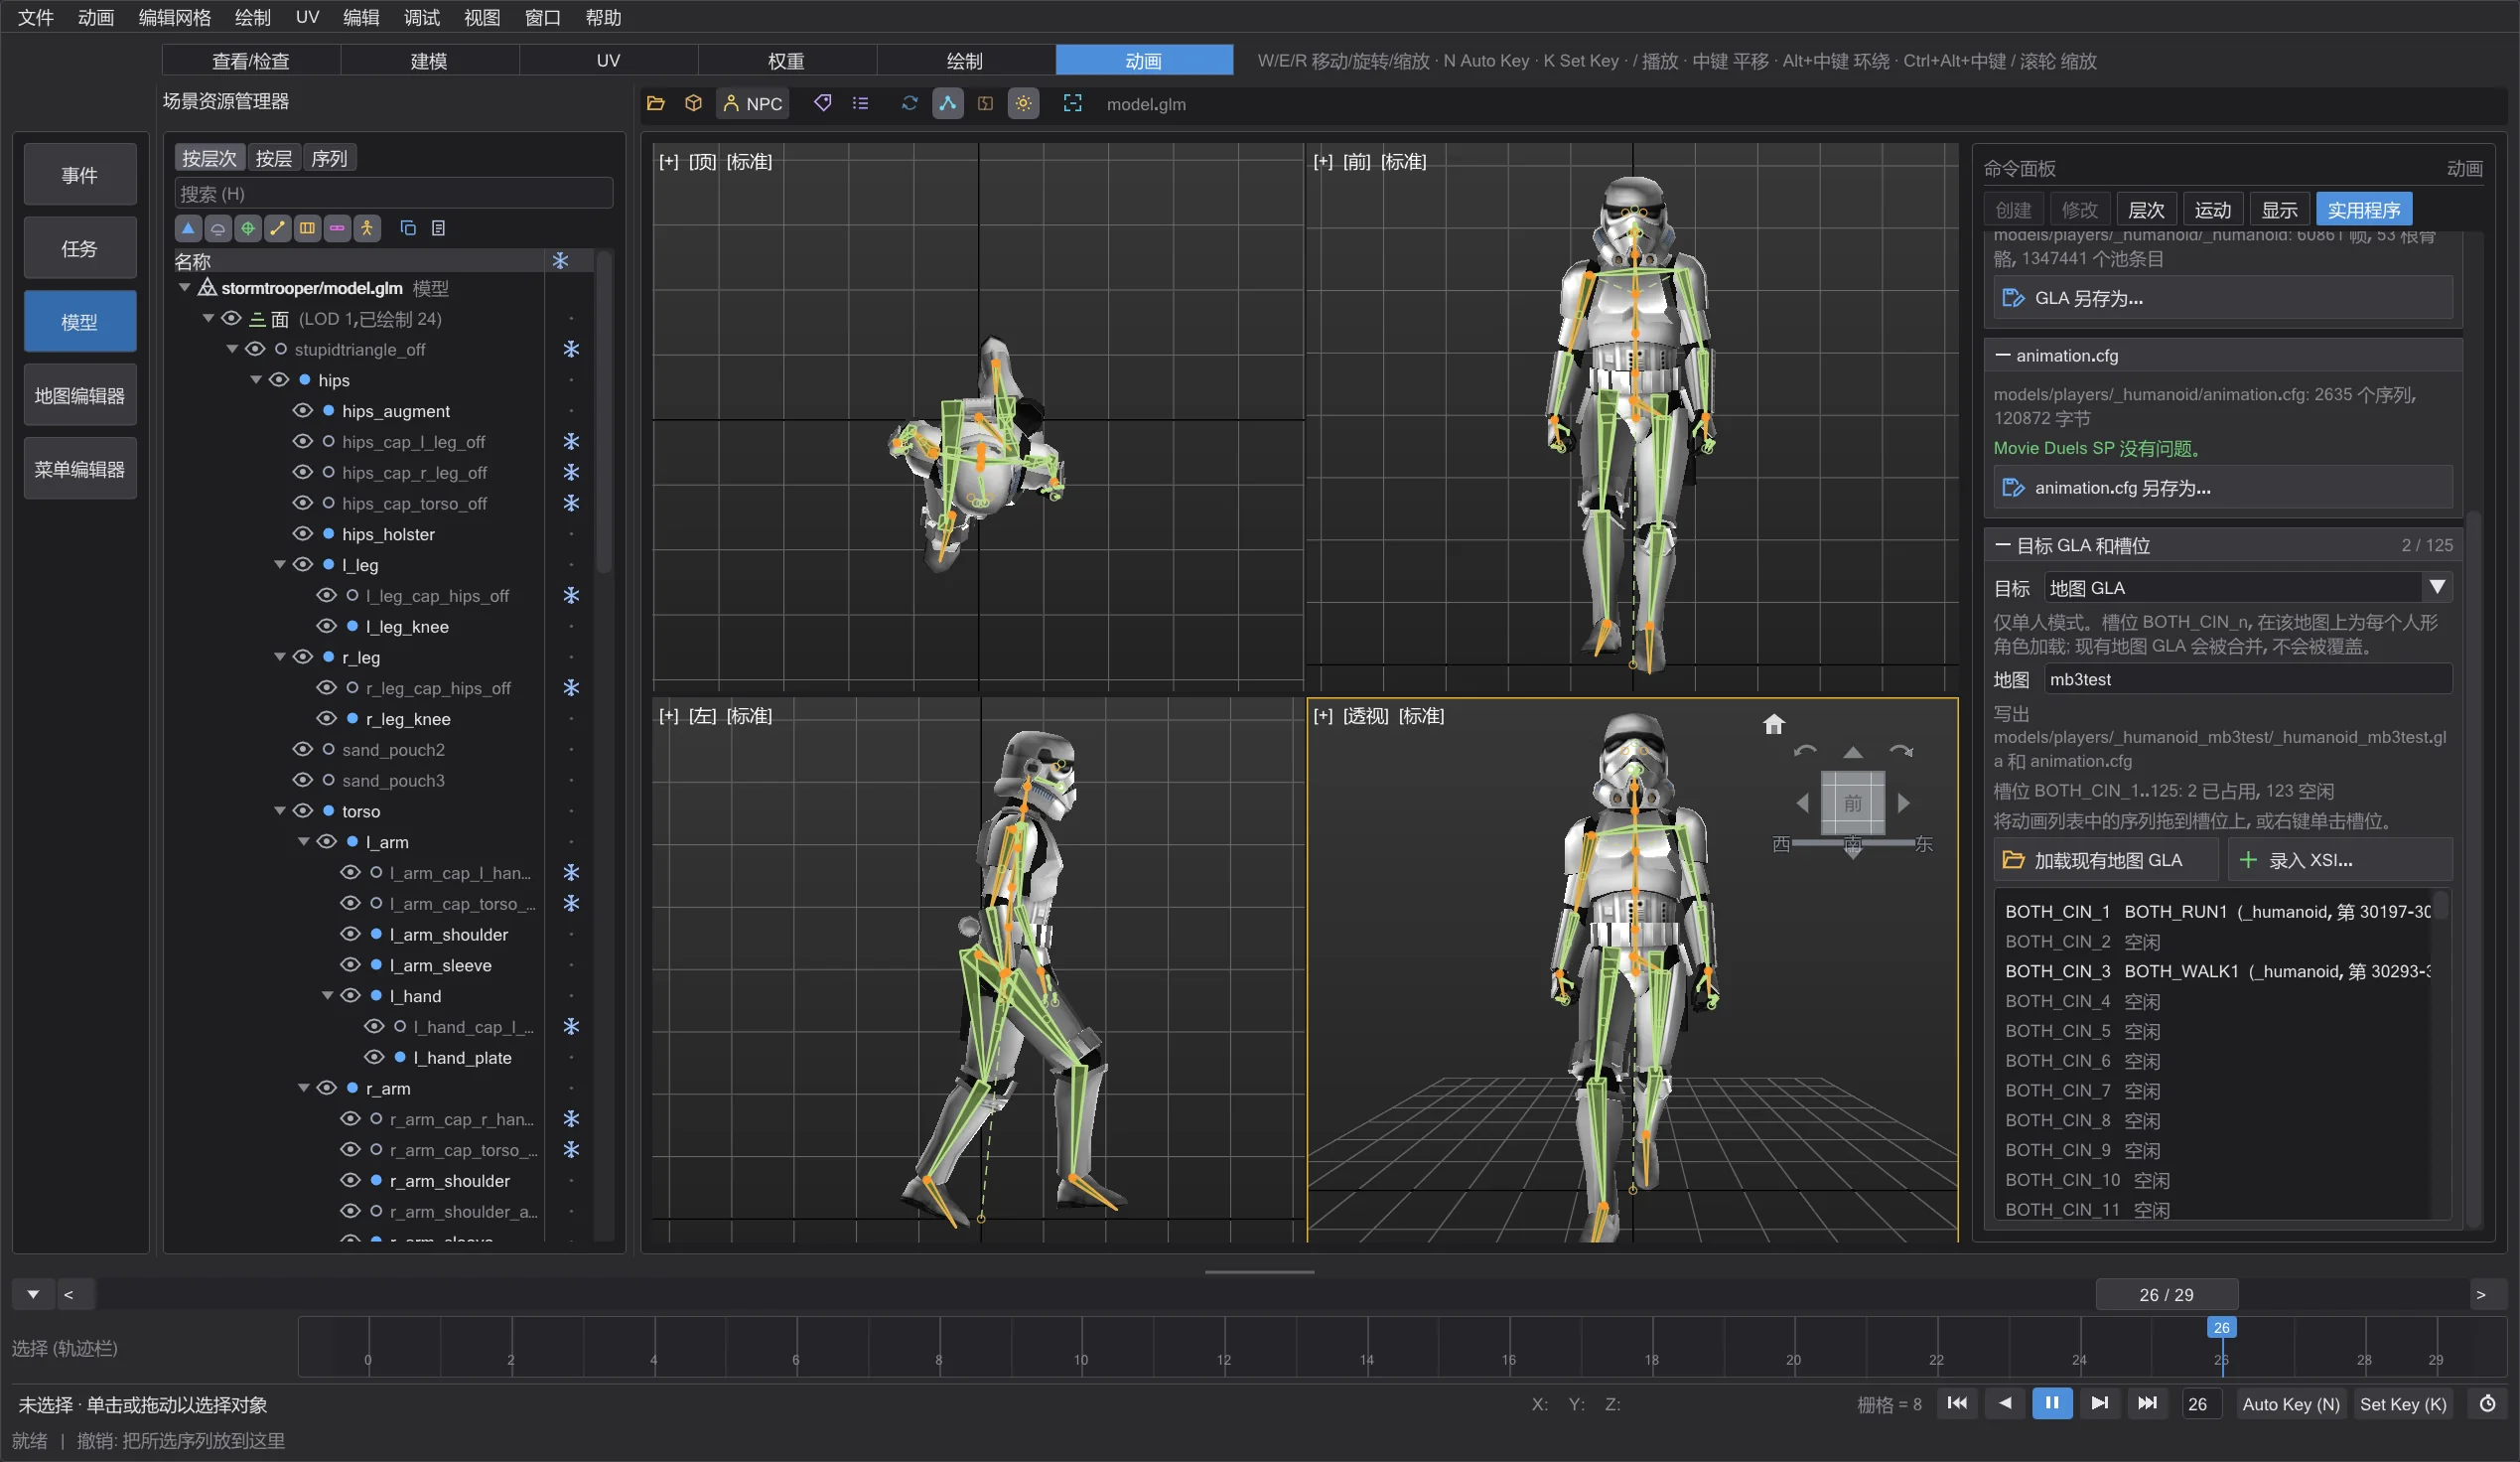 文件 动画 编辑网格 绘制 UV 编辑 调试 视图 窗口 帮助
查看/检查 建模 UV 权重 绘制 动画 W/E/R 移动/旋转/缩放 · N Auto Key · K Set Key · / 播放 · 中键 平移 · Alt+中键 环绕 · Ctrl+Alt+中键 / 滚轮 缩放
场景资源管理器
NPC model.glm
事件
任务
模型
地图编辑器
菜单编辑器
按层次 按层 序列
搜索 (H)
名称
stormtrooper/model.glm 模型
面 (LOD 1,已绘制 24)
stupidtriangle_off
hips
hips_augment
hips_cap_l_leg_off
hips_cap_r_leg_off
hips_cap_torso_off
hips_holster
l_leg
l_leg_cap_hips_off
l_leg_knee
r_leg
r_leg_cap_hips_off
r_leg_knee
sand_pouch2
sand_pouch3
torso
l_arm
l_arm_cap_l_han...
l_arm_cap_torso_...
l_arm_shoulder
l_arm_sleeve
l_hand
l_hand_cap_l_...
l_hand_plate
r_arm
r_arm_cap_r_han...
r_arm_cap_torso_...
r_arm_shoulder
r_arm_shoulder_a...
[+] [顶] [标准]
[+] [前] [标准]
[+] [左] [标准]
[+] [透视] [标准]
前
西 南 东
命令面板 动画
创建 修改 层次 运动 显示 实用程序
models/players/_humanoid/_humanoid: 60861 帧, 53 根骨
骼, 1347441 个池条目
GLA 另存为...
animation.cfg
models/players/_humanoid/animation.cfg: 2635 个序列,
120872 字节
Movie Duels SP 没有问题。
animation.cfg 另存为...
目标 GLA 和槽位 2 / 125
目标 地图 GLA
仅单人模式。槽位 BOTH_CIN_n, 在该地图上为每个人形
角色加载; 现有地图 GLA 会被合并, 不会被覆盖。
地图 mb3test
写出
models/players/_humanoid_mb3test/_humanoid_mb3test.gl
a 和 animation.cfg
槽位 BOTH_CIN_1..125: 2 已占用, 123 空闲
将动画列表中的序列拖到槽位上, 或右键单击槽位。
加载现有地图 GLA 录入 XSI...
BOTH_CIN_1 BOTH_RUN1 (_humanoid, 第 30197-30
BOTH_CIN_2 空闲
BOTH_CIN_3 BOTH_WALK1 (_humanoid, 第 30293-3
BOTH_CIN_4 空闲
BOTH_CIN_5 空闲
BOTH_CIN_6 空闲
BOTH_CIN_7 空闲
BOTH_CIN_8 空闲
BOTH_CIN_9 空闲
BOTH_CIN_10 空闲
BOTH_CIN_11 空闲
< 26 / 29 >
选择 (轨迹栏)
26
0 2 4 6 8 10 12 14 16 18 20 22 24 26 28 29
未选择 · 单击或拖动以选择对象 X: Y: Z: 栅格 = 8 26 Auto Key (N) Set Key (K)
就绪 | 撤销: 把所选序列放到这里